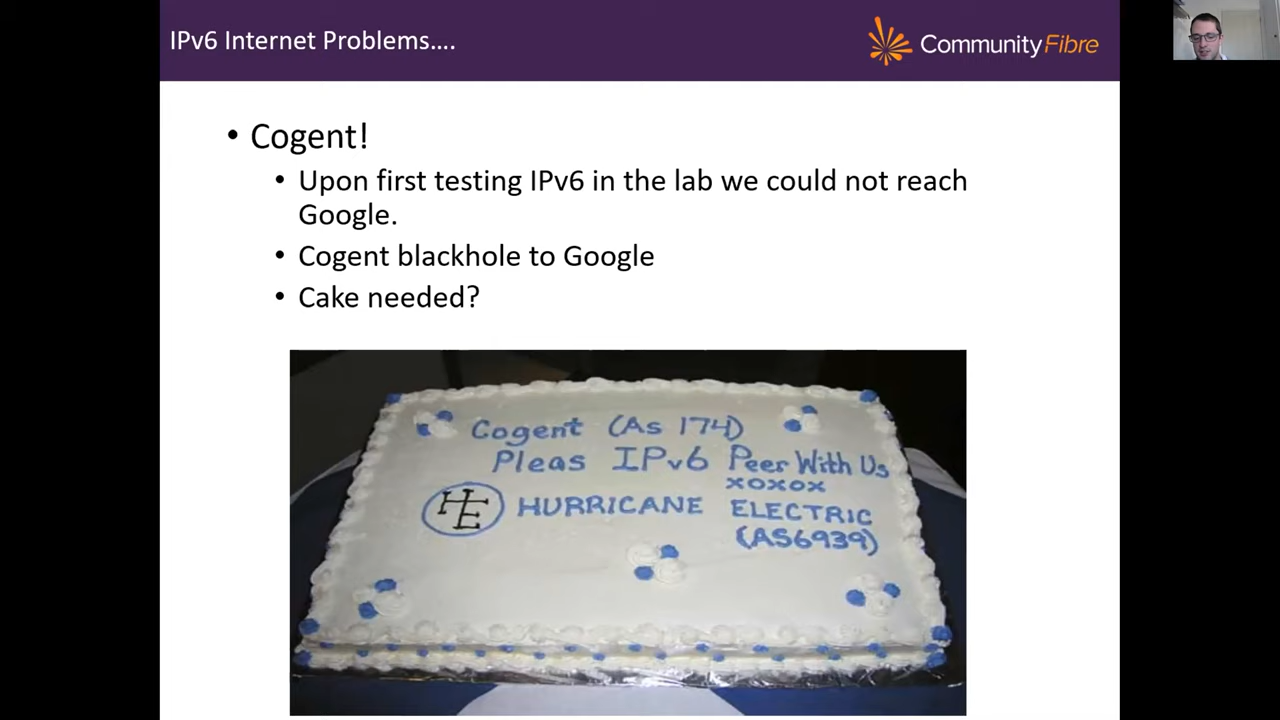 IPv6 Internet Problems....
CommunityFibre
• Cogent!
• Upon first testing IPv6 in the lab we could not reach
Google.
• Cogent blackhole to Google
• Cake needed?
Cogent (As 174)
Pleas IPv6 Peer With Us
xoxox
HE HURRICANE ELECTRIC
(AS6939)